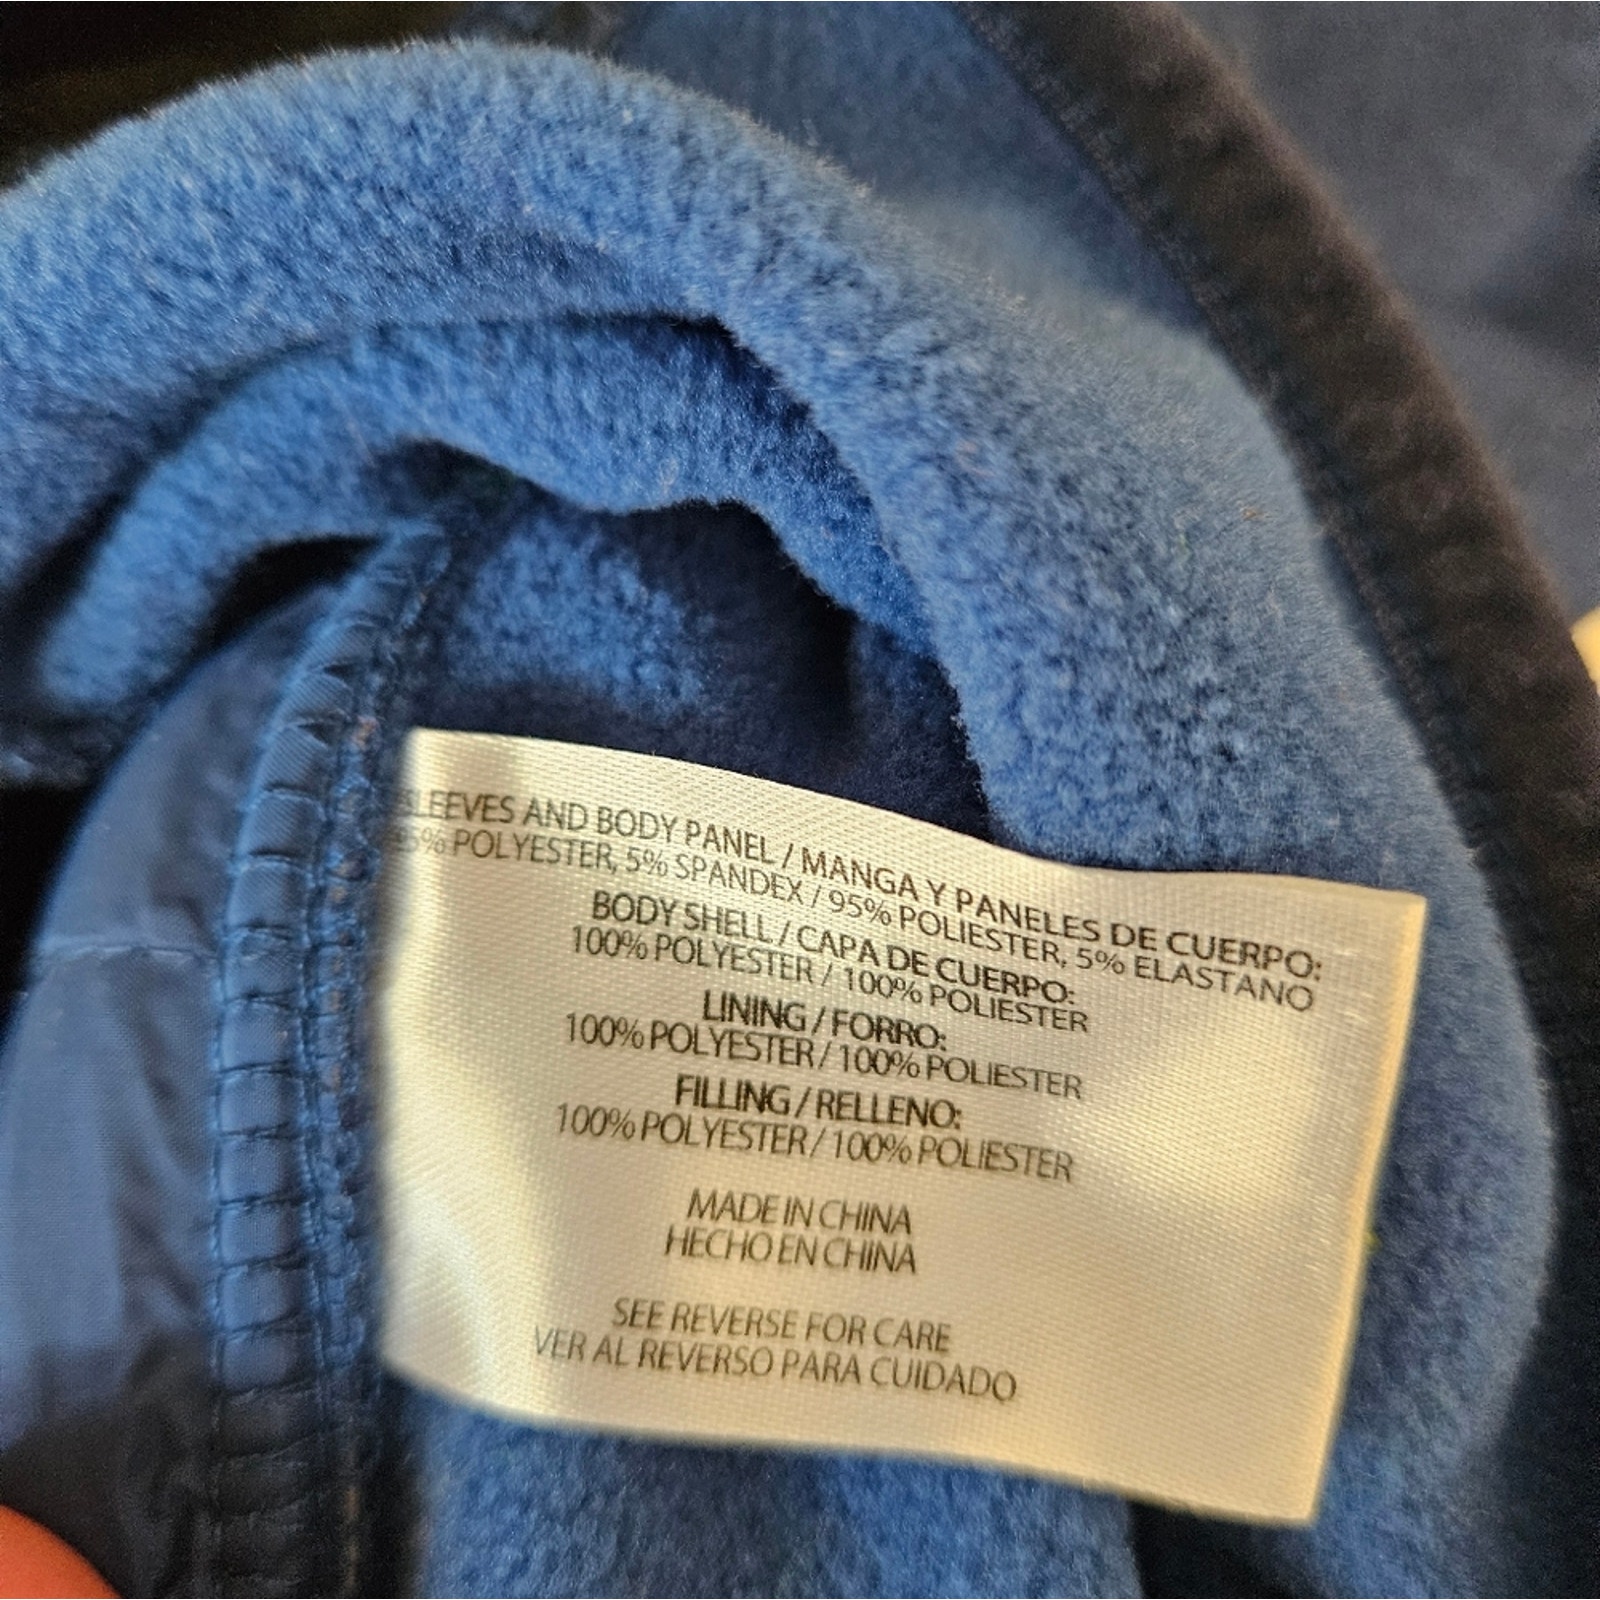 SLEEVES AND BODY PANEL / MANGA Y PANELES DE CUERPO:
95% POLYESTER, 5% SPANDEX / 95% POLIESTER, 5% ELASTANO
BODY SHELL / CAPA DE CUERPO:
100% POLYESTER / 100% POLIESTER
LINING / FORRO:
100% POLYESTER / 100% POLIESTER
FILLING / RELLENO:
100% POLYESTER / 100% POLIESTER
MADE IN CHINA
HECHO EN CHINA
SEE REVERSE FOR CARE
VER AL REVERSO PARA CUIDADO